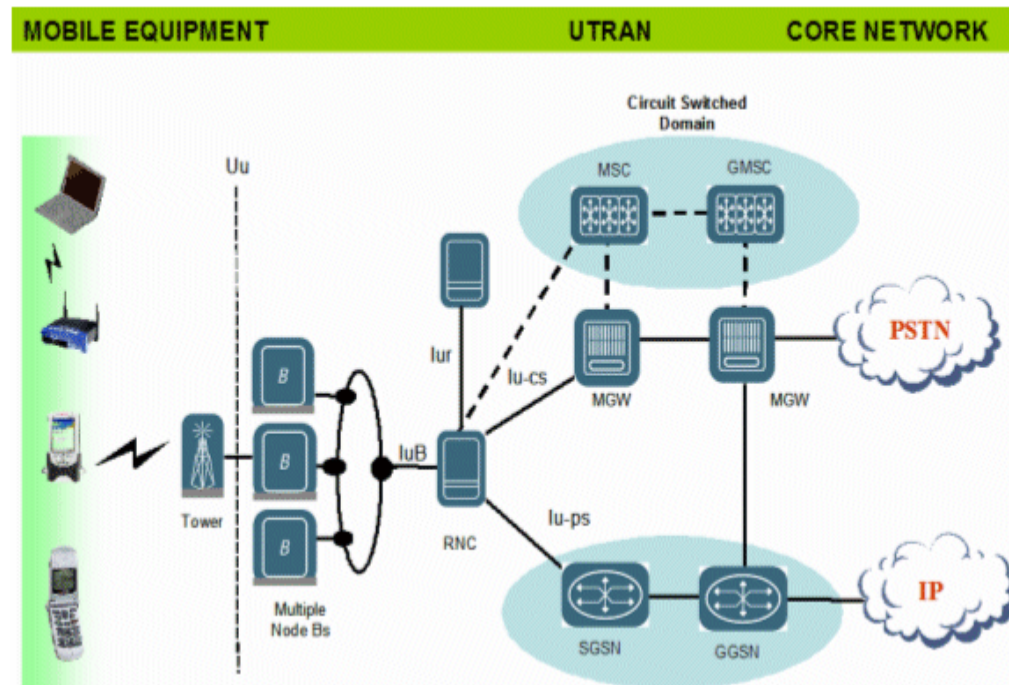 MOBILE EQUIPMENT
UTRAN
CORE NETWORK
Circuit Switched
Domain
Uu
MSC
GMSC
Iur
Iu-cs
MGW
MGW
PSTN
B
B
B
IuB
Tower
RNC
Iu-ps
Multiple
Node Bs
SGSN
GGSN
IP